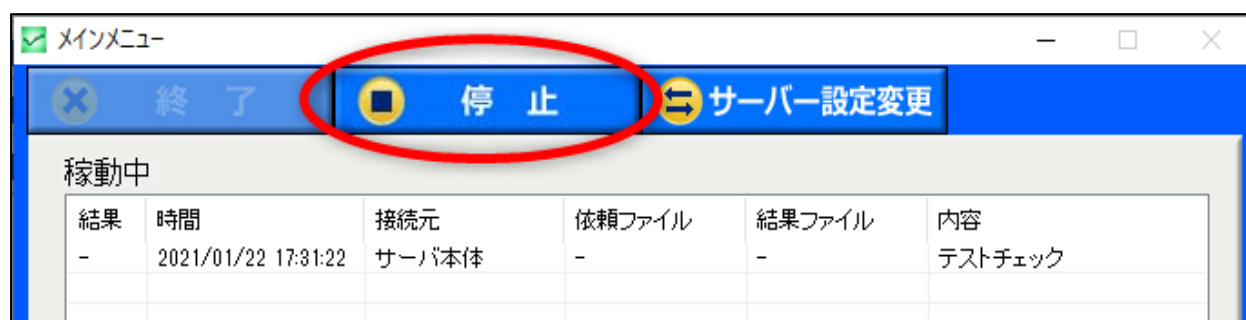 メインメニュー
終 了 停 止 サーバー設定変更
稼動中
結果 時間 接続元 依頼ファイル 結果ファイル 内容
- 2021/01/22 17:31:22 サーバ本体 - - テストチェック